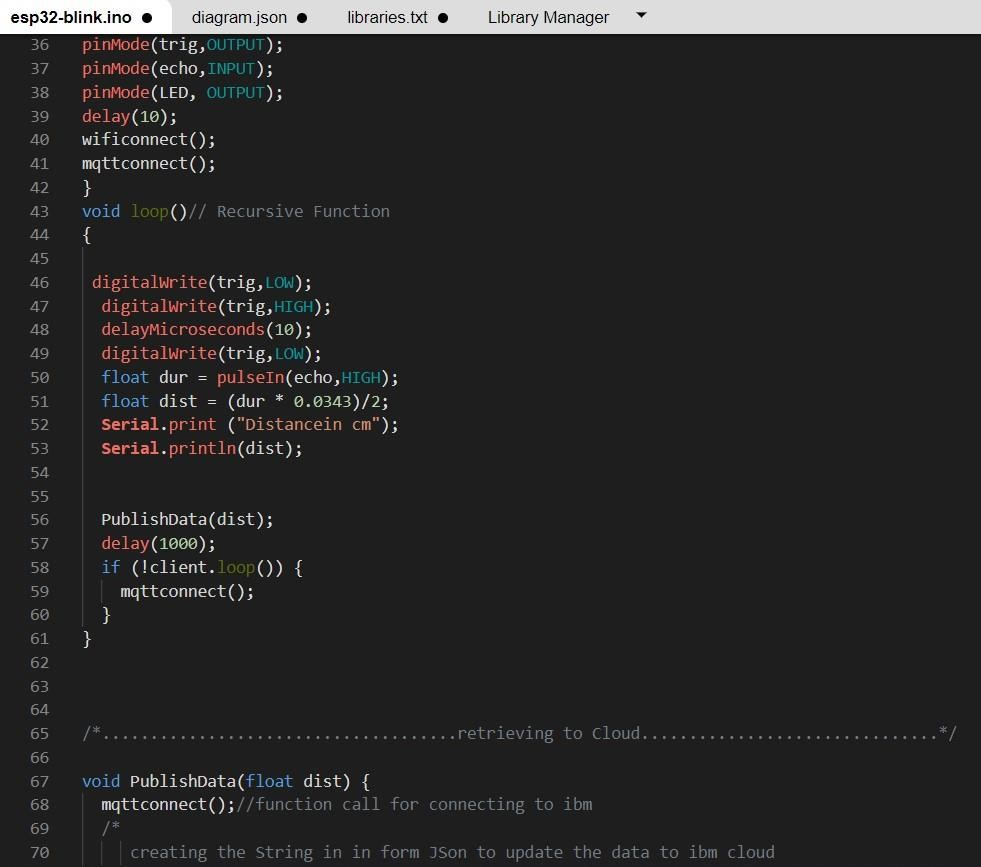 esp32-blink.ino ● diagram.json ● libraries.txt ● Library Manager
36 pinMode(trig,OUTPUT);
37 pinMode(echo,INPUT);
38 pinMode(LED, OUTPUT);
39 delay(10);
40 wificonnect();
41 mqttconnect();
42 }
43 void loop()// Recursive Function
44 {
45
46 digitalWrite(trig,LOW);
47 digitalWrite(trig,HIGH);
48 delayMicroseconds(10);
49 digitalWrite(trig,LOW);
50 float dur = pulseIn(echo,HIGH);
51 float dist = (dur * 0.0343)/2;
52 Serial.print ("Distancein cm");
53 Serial.println(dist);
54
55
56 PublishData(dist);
57 delay(1000);
58 if (!client.loop()) {
59 mqttconnect();
60 }
61 }
62
63
64
65 /*.....................................retrieving to Cloud...............................*/
66
67 void PublishData(float dist) {
68 mqttconnect();//function call for connecting to ibm
69 /*
70 creating the String in in form JSon to update the data to ibm cloud